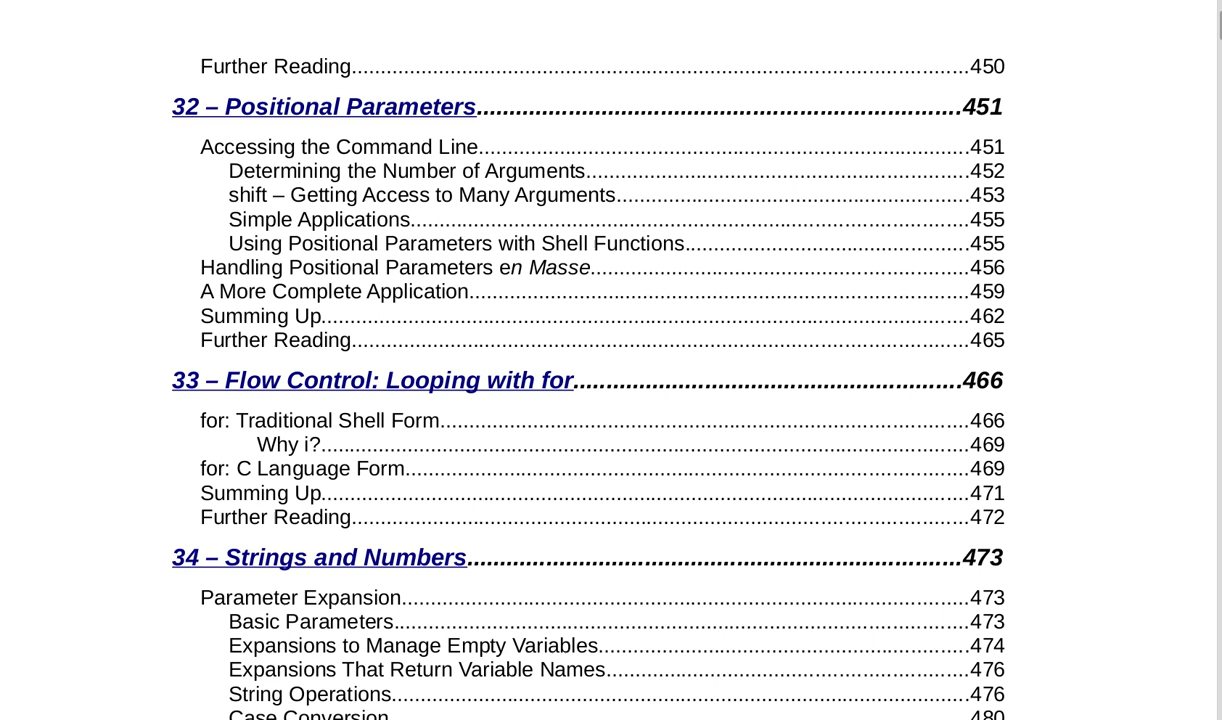 Further Reading....................................................................................................450
32 – Positional Parameters..........................................................................451
Accessing the Command Line....................................................................................451
Determining the Number of Arguments................................................................452
shift – Getting Access to Many Arguments...........................................................453
Simple Applications..............................................................................................455
Using Positional Parameters with Shell Functions................................................455
Handling Positional Parameters en Masse................................................................456
A More Complete Application.....................................................................................459
Summing Up..............................................................................................................462
Further Reading.........................................................................................................465
33 – Flow Control: Looping with for...........................................................466
for: Traditional Shell Form..........................................................................................466
Why i?..............................................................................................................469
for: C Language Form................................................................................................469
Summing Up..............................................................................................................471
Further Reading.........................................................................................................472
34 – Strings and Numbers...........................................................................473
Parameter Expansion.................................................................................................473
Basic Parameters.................................................................................................473
Expansions to Manage Empty Variables..............................................................474
Expansions That Return Variable Names.............................................................476
String Operations.................................................................................................476
Case Conversion..................................................................................................480